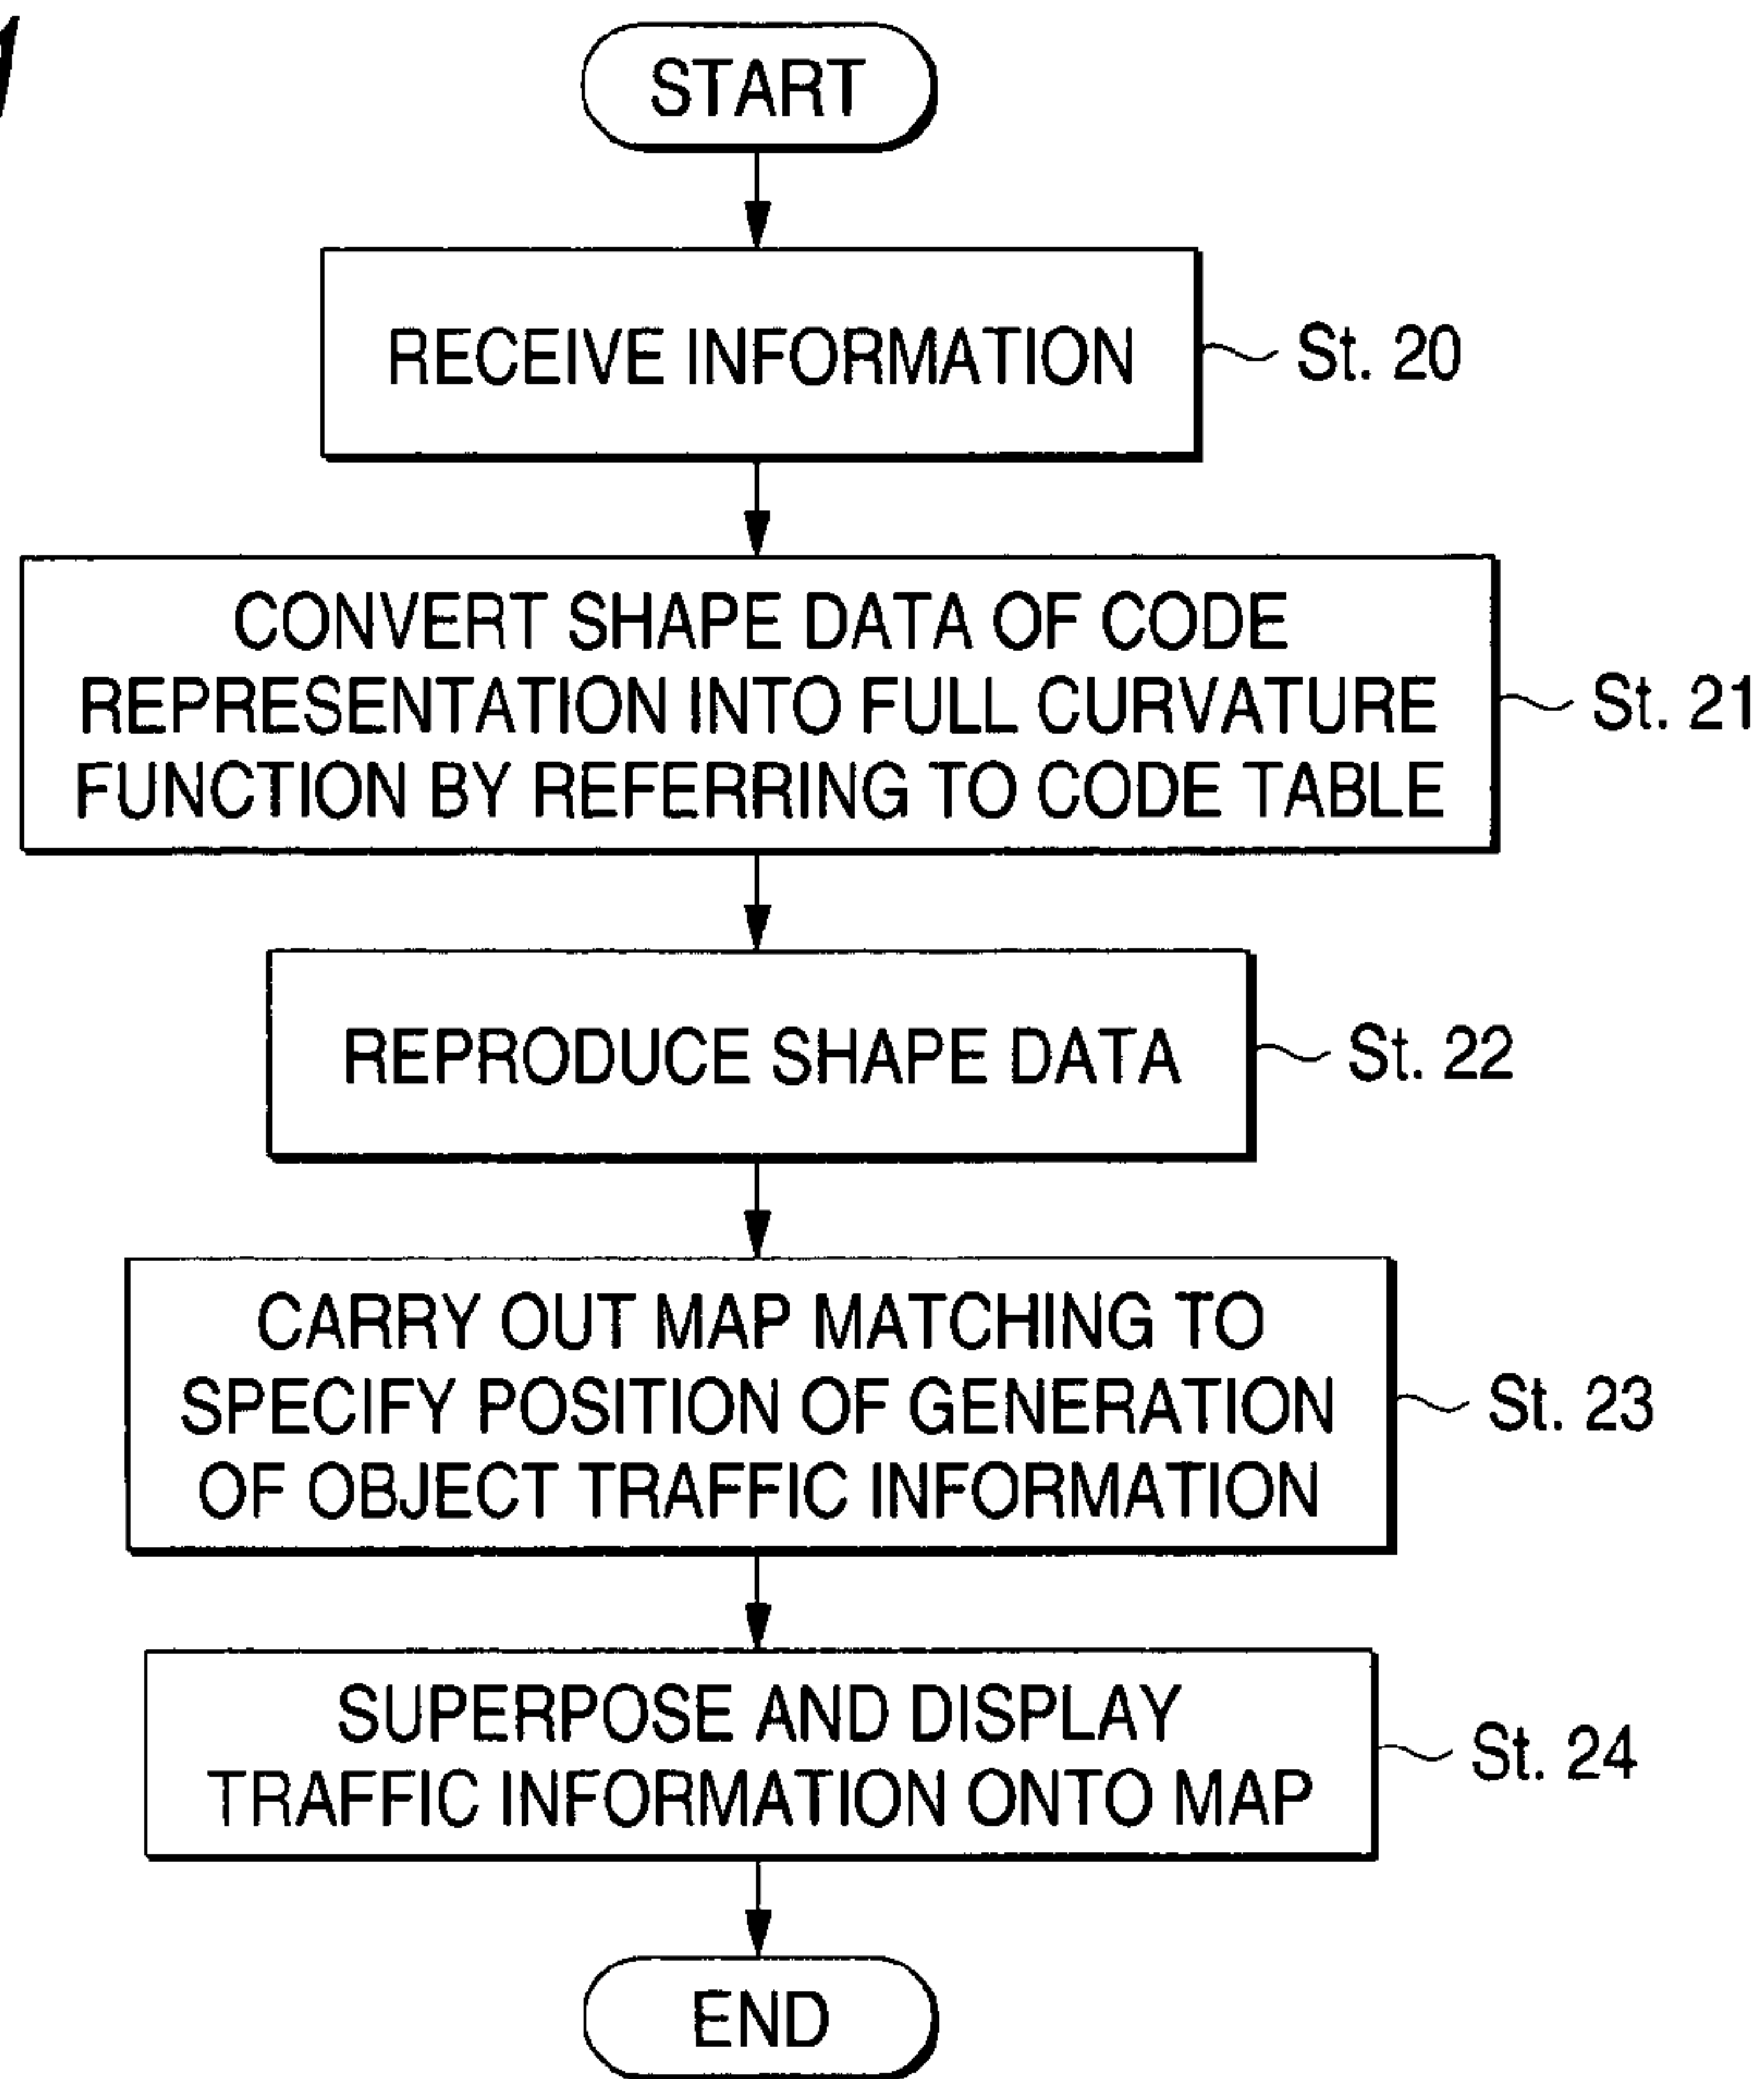 START
RECEIVE INFORMATION
St. 20
CONVERT SHAPE DATA OF CODE
REPRESENTATION INTO FULL CURVATURE
FUNCTION BY REFERRING TO CODE TABLE
St. 21
REPRODUCE SHAPE DATA
St. 22
CARRY OUT MAP MATCHING TO
SPECIFY POSITION OF GENERATION
OF OBJECT TRAFFIC INFORMATION
St. 23
SUPERPOSE AND DISPLAY
TRAFFIC INFORMATION ONTO MAP
St. 24
END